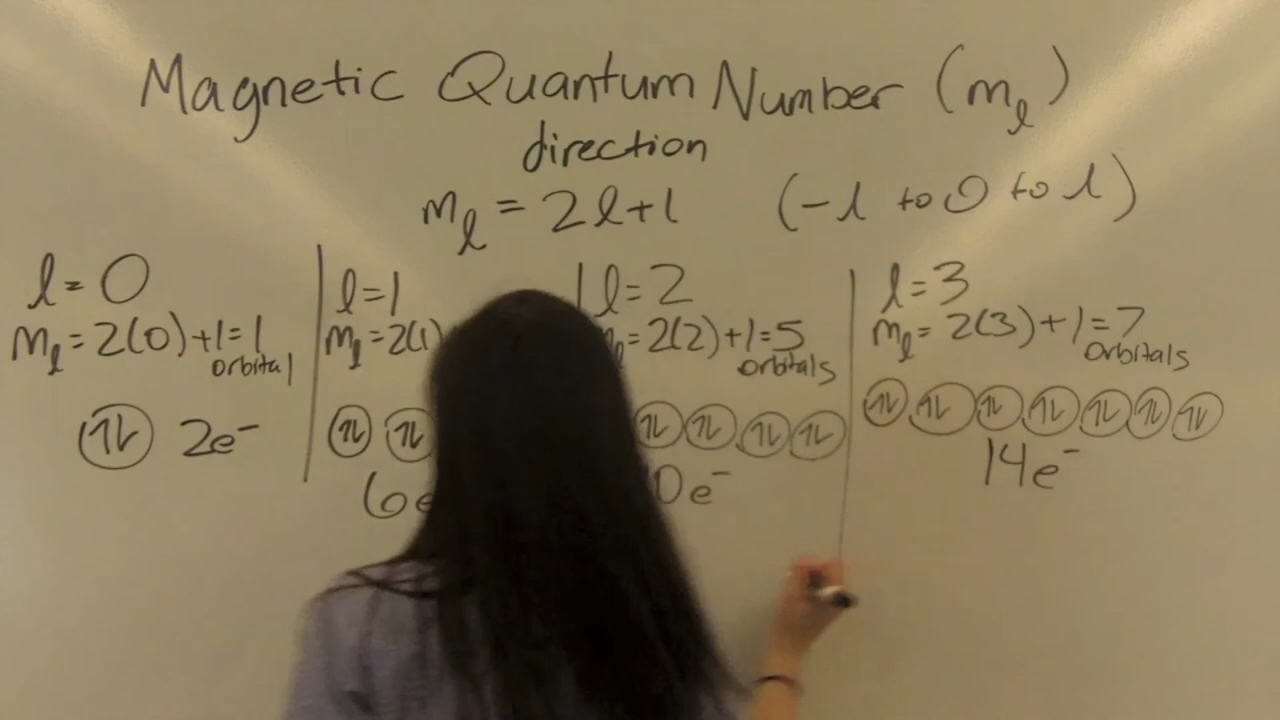 Magnetic Quantum Number (mℓ)
direction
mℓ = 2ℓ+1 (-ℓ to 0 to ℓ)
ℓ = 0
mℓ = 2(0)+1=1
orbital
2e⁻
ℓ=1
mℓ=2(1)
6e
ℓ=2
=2(2)+1=5
orbitals
0e⁻
ℓ=3
mℓ= 2(3)+1=7
orbitals
14e⁻